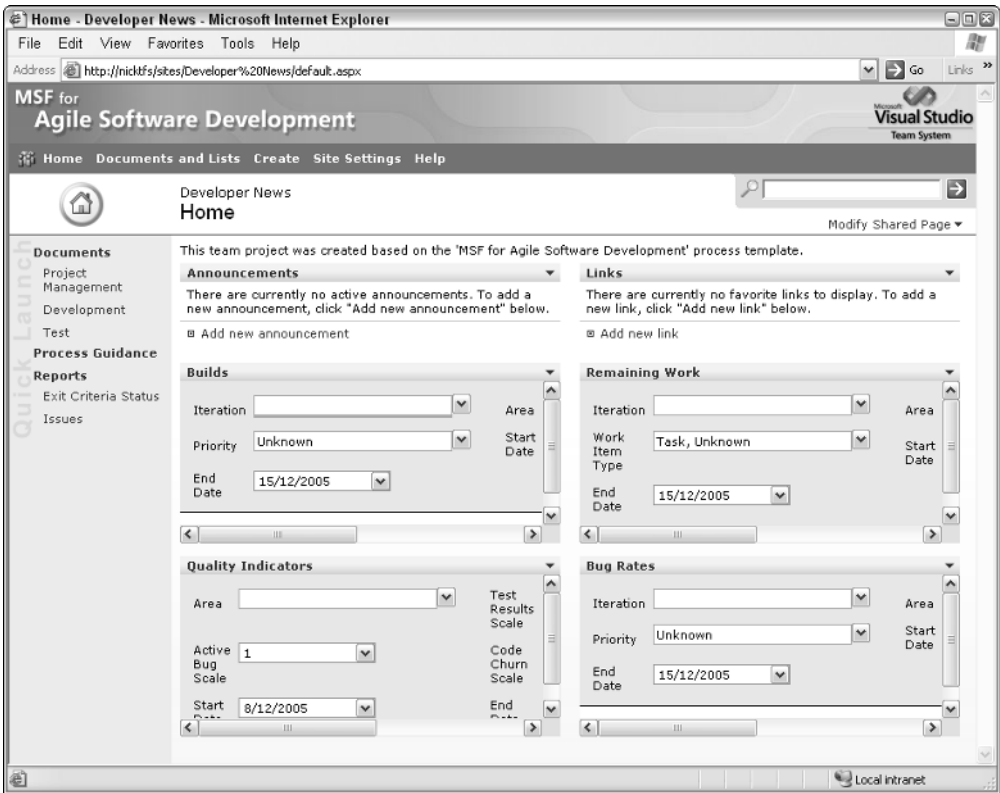 Home - Developer News - Microsoft Internet Explorer
File Edit View Favorites Tools Help
Address http://nicktfs/sites/Developer%20News/default.aspx Go Links »
MSF for
Agile Software Development
Microsoft
Visual Studio
Team System
Home Documents and Lists Create Site Settings Help
Developer News
Home
Modify Shared Page
Quick Launch
Documents
Project
Management
Development
Test
Process Guidance
Reports
Exit Criteria Status
Issues
This team project was created based on the 'MSF for Agile Software Development' process template.
Announcements
There are currently no active announcements. To add a
new announcement, click "Add new announcement" below.
Add new announcement
Links
There are currently no favorite links to display. To add a
new link, click "Add new link" below.
Add new link
Builds
Iteration Area
Priority Unknown Start
Date
End
Date 15/12/2005
Remaining Work
Iteration Area
Work
Item
Type Task, Unknown Start
Date
End
Date 15/12/2005
Quality Indicators
Area Test
Results
Scale
Active
Bug
Scale 1 Code
Churn
Scale
Start
Date 8/12/2005 End
Date
Bug Rates
Iteration Area
Priority Unknown Start
Date
End
Date 15/12/2005
Local intranet